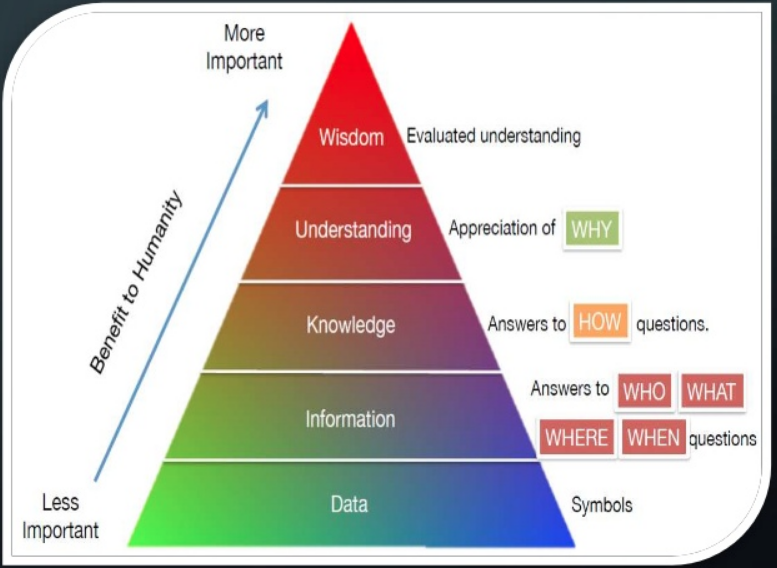 More
Important
Wisdom Evaluated understanding
Understanding Appreciation of WHY
Benefit to Humanity
Knowledge Answers to HOW questions.
Answers to WHO WHAT
Information
WHERE WHEN questions
Less
Important
Data Symbols